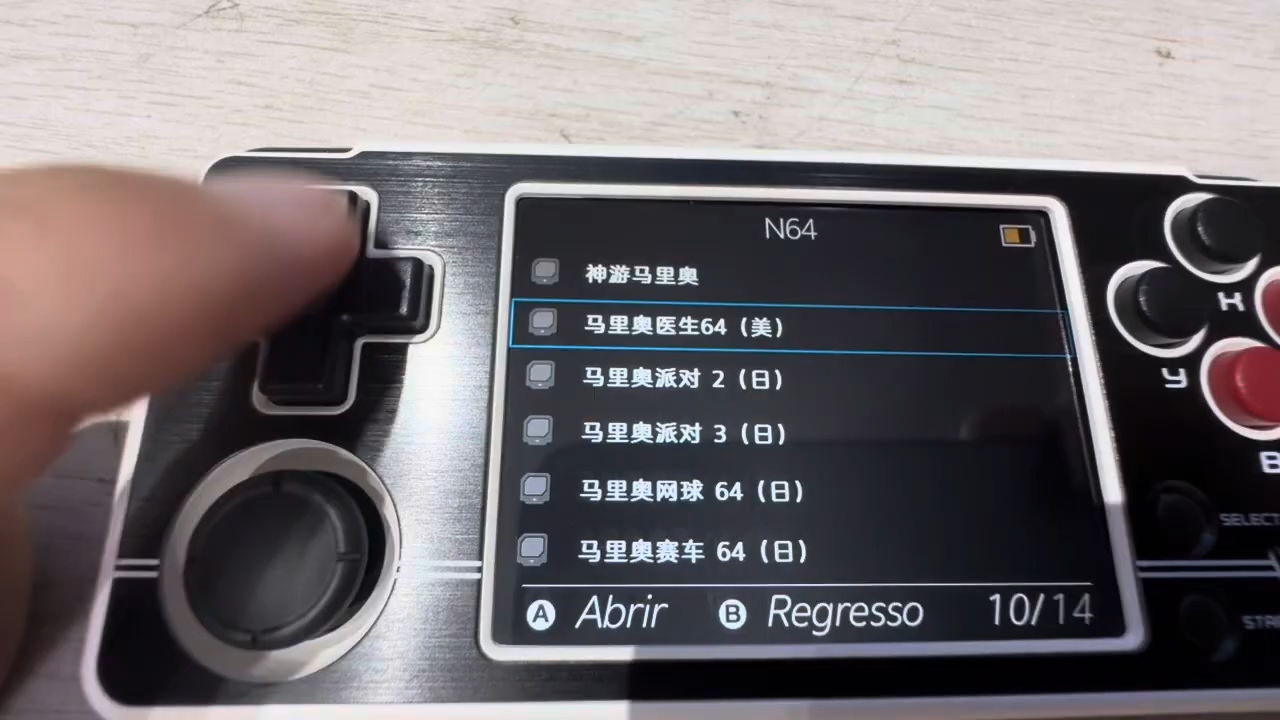 N64
神游马里奥
马里奥医生64（美）
马里奥派对 2（日）
马里奥派对 3（日）
马里奥网球 64（日）
马里奥赛车 64（日）
A Abrir B Regresso 10/14
X
Y
B
SELECT
STAR